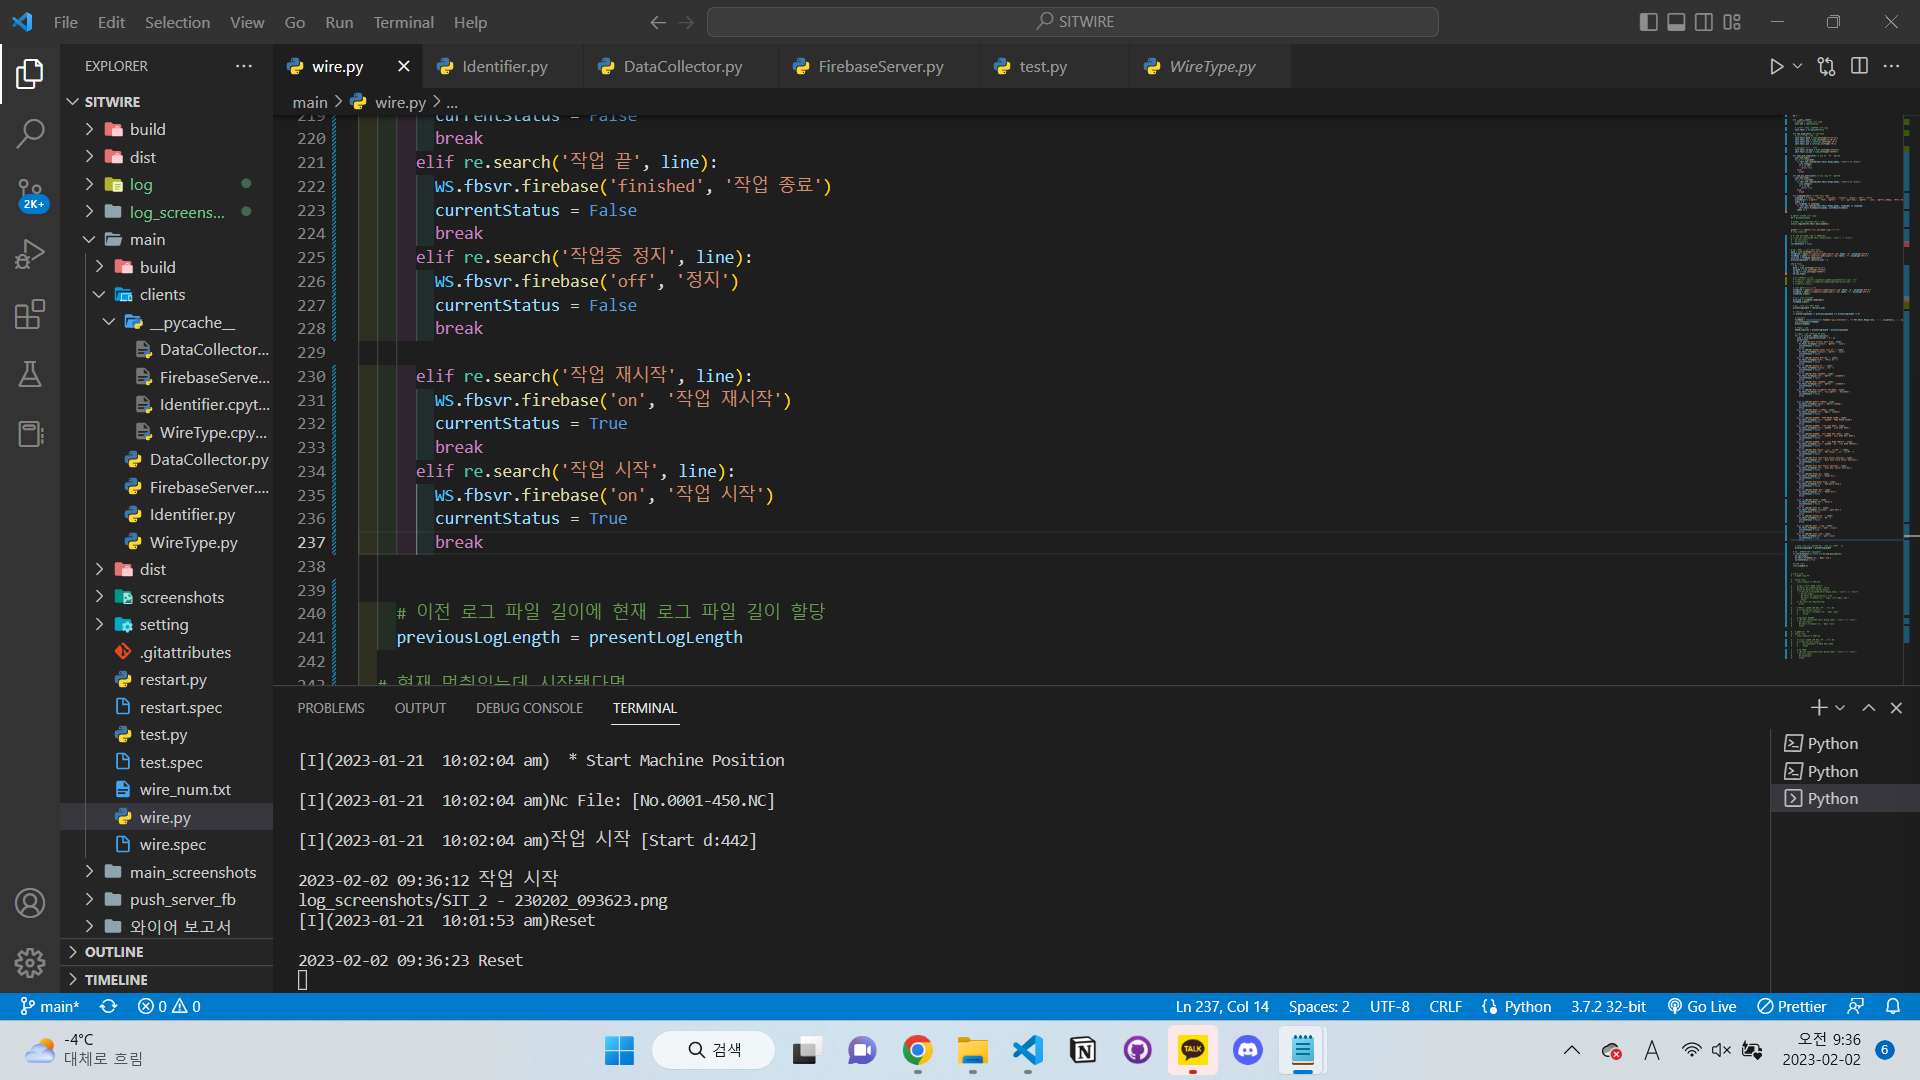 File Edit Selection View Go Run Terminal Help
SITWIRE
EXPLORER
wire.py
Identifier.py
DataCollector.py
FirebaseServer.py
test.py
WireType.py
main > wire.py > ...
SITWIRE
build
dist
log
log_screens...
main
build
clients
__pycache__
DataCollector...
FirebaseServe...
Identifier.cpyt...
WireType.cpy...
DataCollector.py
FirebaseServer....
Identifier.py
WireType.py
dist
screenshots
setting
.gitattributes
restart.py
restart.spec
test.py
test.spec
wire_num.txt
wire.py
wire.spec
main_screenshots
push_server_fb
와이어 보고서
OUTLINE
TIMELINE
2K+
219 currentStatus = False
220 break
221 elif re.search('작업 끝', line):
222 WS.fbsvr.firebase('finished', '작업 종료')
223 currentStatus = False
224 break
225 elif re.search('작업중 정지', line):
226 WS.fbsvr.firebase('off', '정지')
227 currentStatus = False
228 break
229
230 elif re.search('작업 재시작', line):
231 WS.fbsvr.firebase('on', '작업 재시작')
232 currentStatus = True
233 break
234 elif re.search('작업 시작', line):
235 WS.fbsvr.firebase('on', '작업 시작')
236 currentStatus = True
237 break
238
239
240 # 이전 로그 파일 길이에 현재 로그 파일 길이 할당
241 previousLogLength = presentLogLength
242
243 # 현재 멈춰있는데 시작됐다면
PROBLEMS OUTPUT DEBUG CONSOLE TERMINAL
[I](2023-01-21  10:02:04 am)  * Start Machine Position
[I](2023-01-21  10:02:04 am)Nc File: [No.0001-450.NC]
[I](2023-01-21  10:02:04 am)작업 시작 [Start d:442]
2023-02-02 09:36:12 작업 시작
log_screenshots/SIT_2 - 230202_093623.png
[I](2023-01-21  10:01:53 am)Reset
2023-02-02 09:36:23 Reset
Python
Python
Python
main* 0 0
Ln 237, Col 14 Spaces: 2 UTF-8 CRLF Python 3.7.2 32-bit Go Live Prettier
-4°C
대체로 흐림
검색
TALK
A
오전 9:36
2023-02-02
6